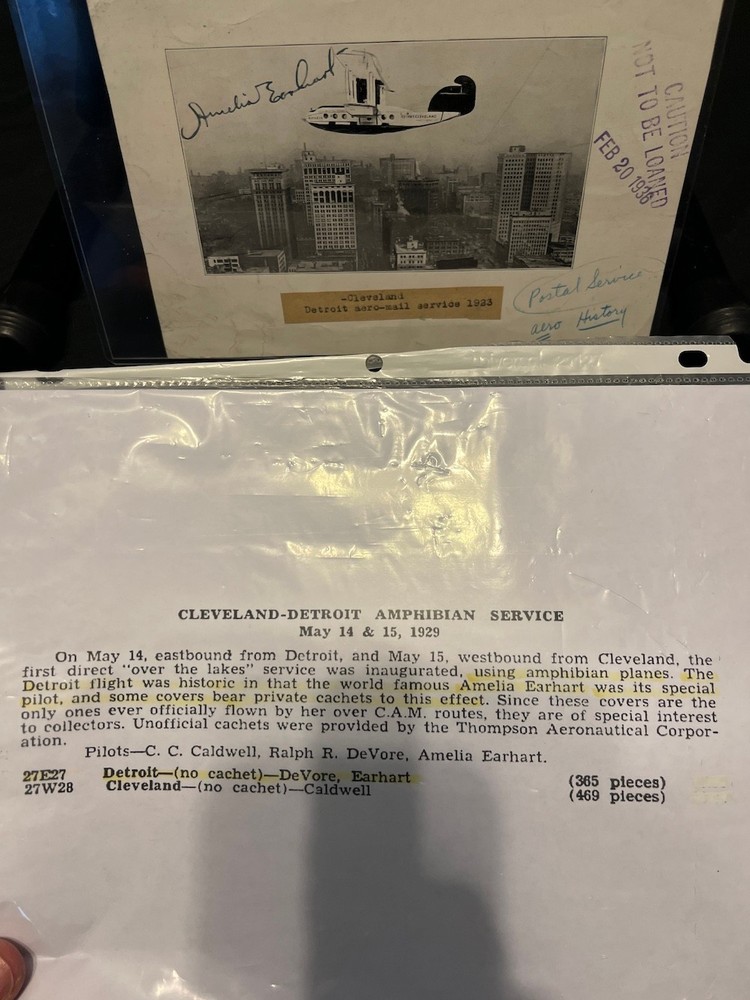 Amelia Earhart
CAUTION
NOT TO BE LOANED
FEB 20 1936
-Cleveland
Detroit aero-mail service 1923
Postal Service
aero History
CLEVELAND-DETROIT AMPHIBIAN SERVICE
May 14 & 15, 1929
On May 14, eastbound from Detroit, and May 15, westbound from Cleveland, the
first direct "over the lakes" service was inaugurated, using amphibian planes. The
Detroit flight was historic in that the world famous Amelia Earhart was its special
pilot, and some covers bear private cachets to this effect. Since these covers are the
only ones ever officially flown by her over C.A.M. routes, they are of special interest
to collectors. Unofficial cachets were provided by the Thompson Aeronautical Corpor-
ation.
Pilots—C. C. Caldwell, Ralph R. DeVore, Amelia Earhart.
27E27 Detroit—(no cachet)—DeVore, Earhart (365 pieces)
27W28 Cleveland—(no cachet)—Caldwell (469 pieces)